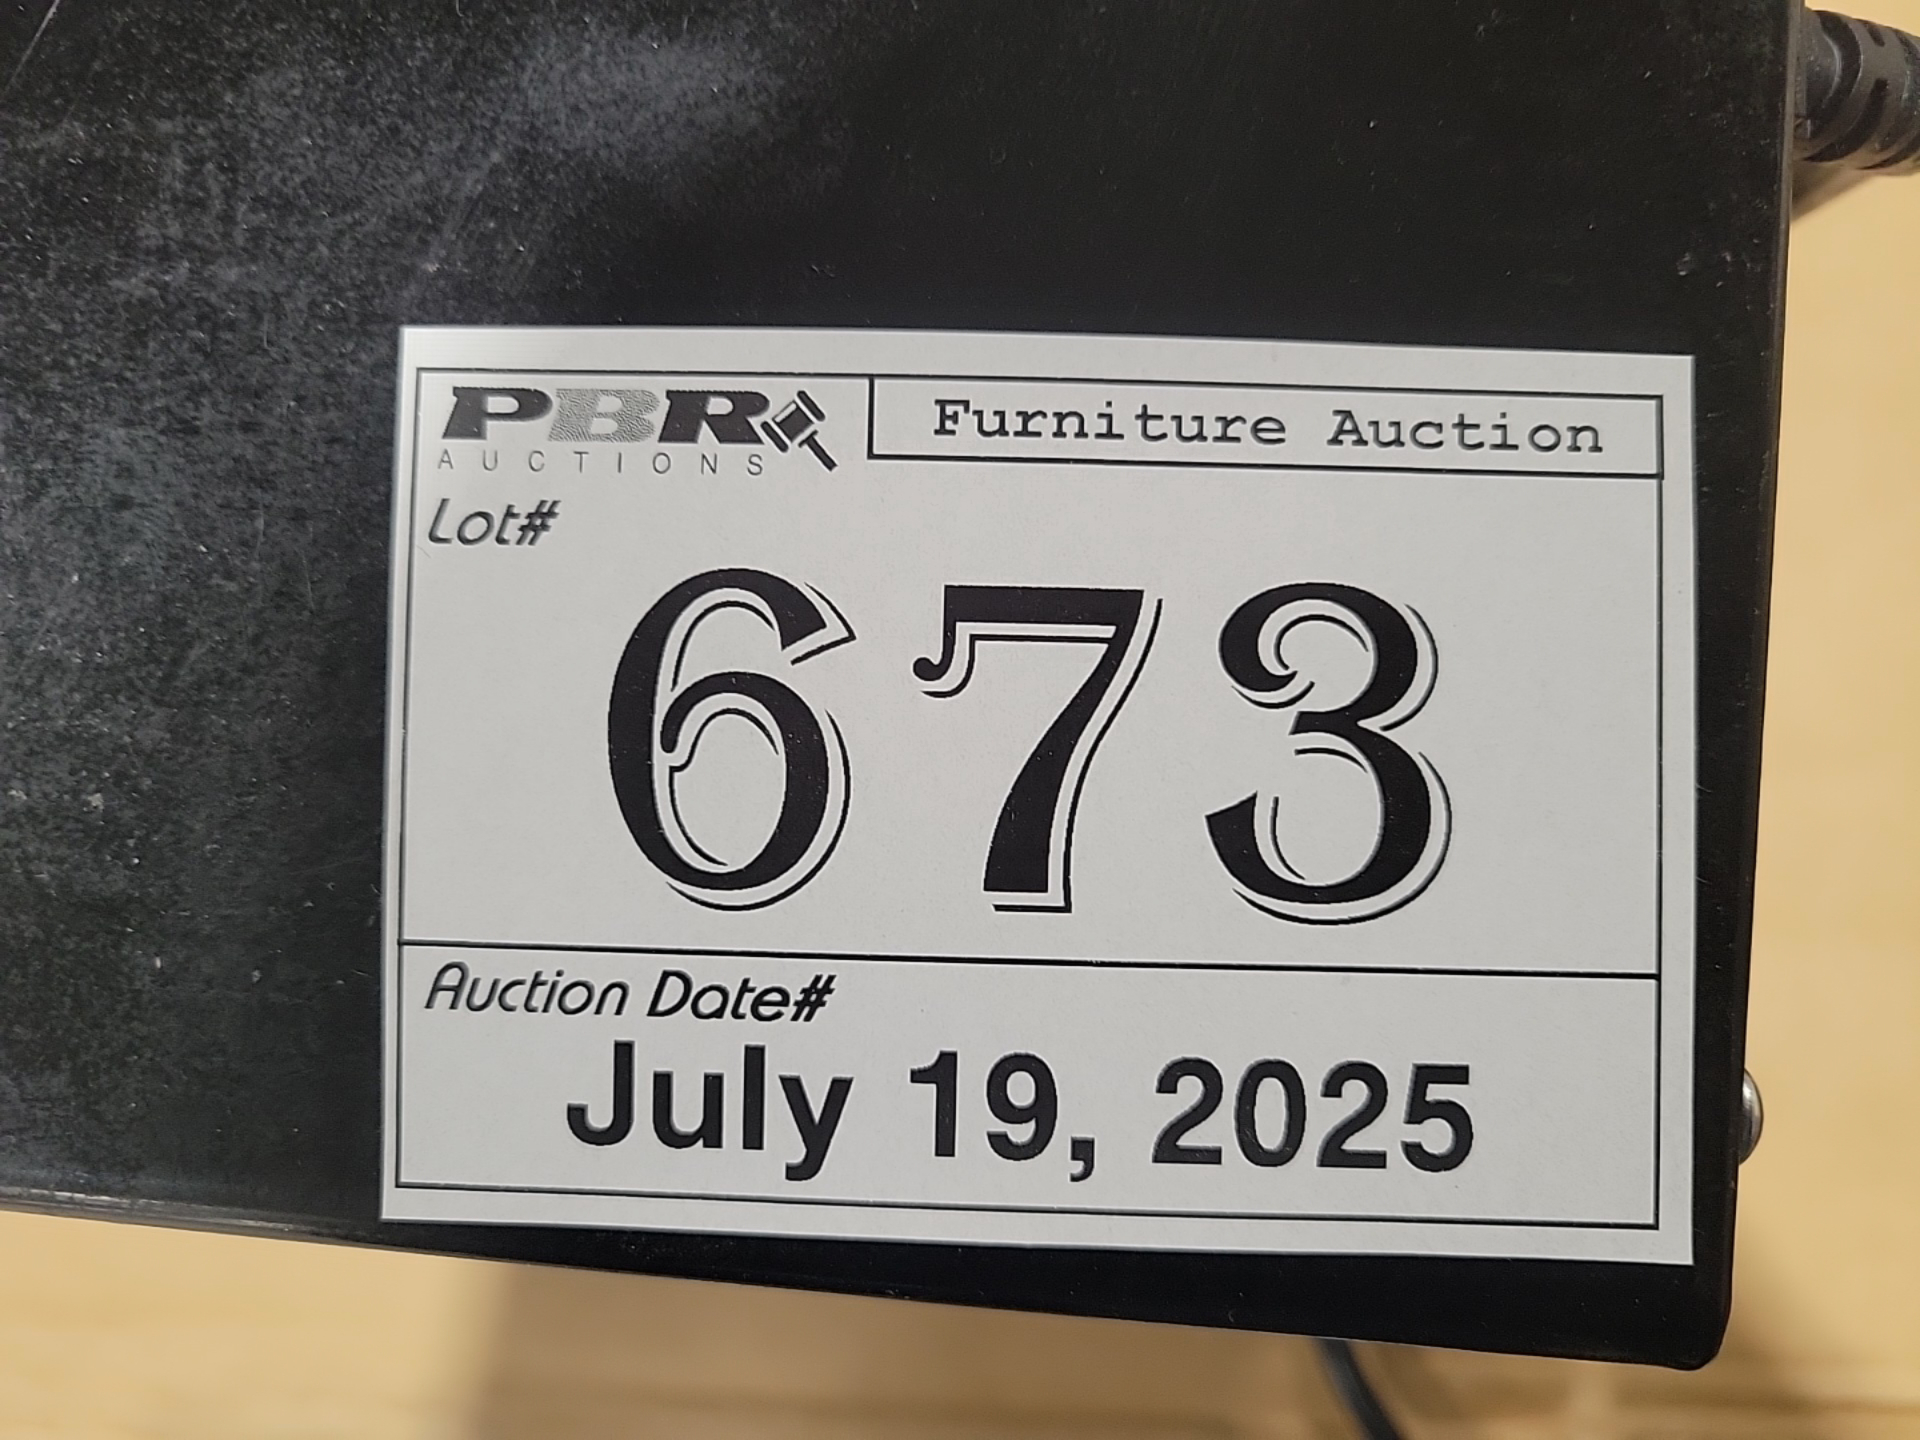 PBR
AUCTIONS
Furniture Auction
Lot#
673
Auction Date#
July 19, 2025